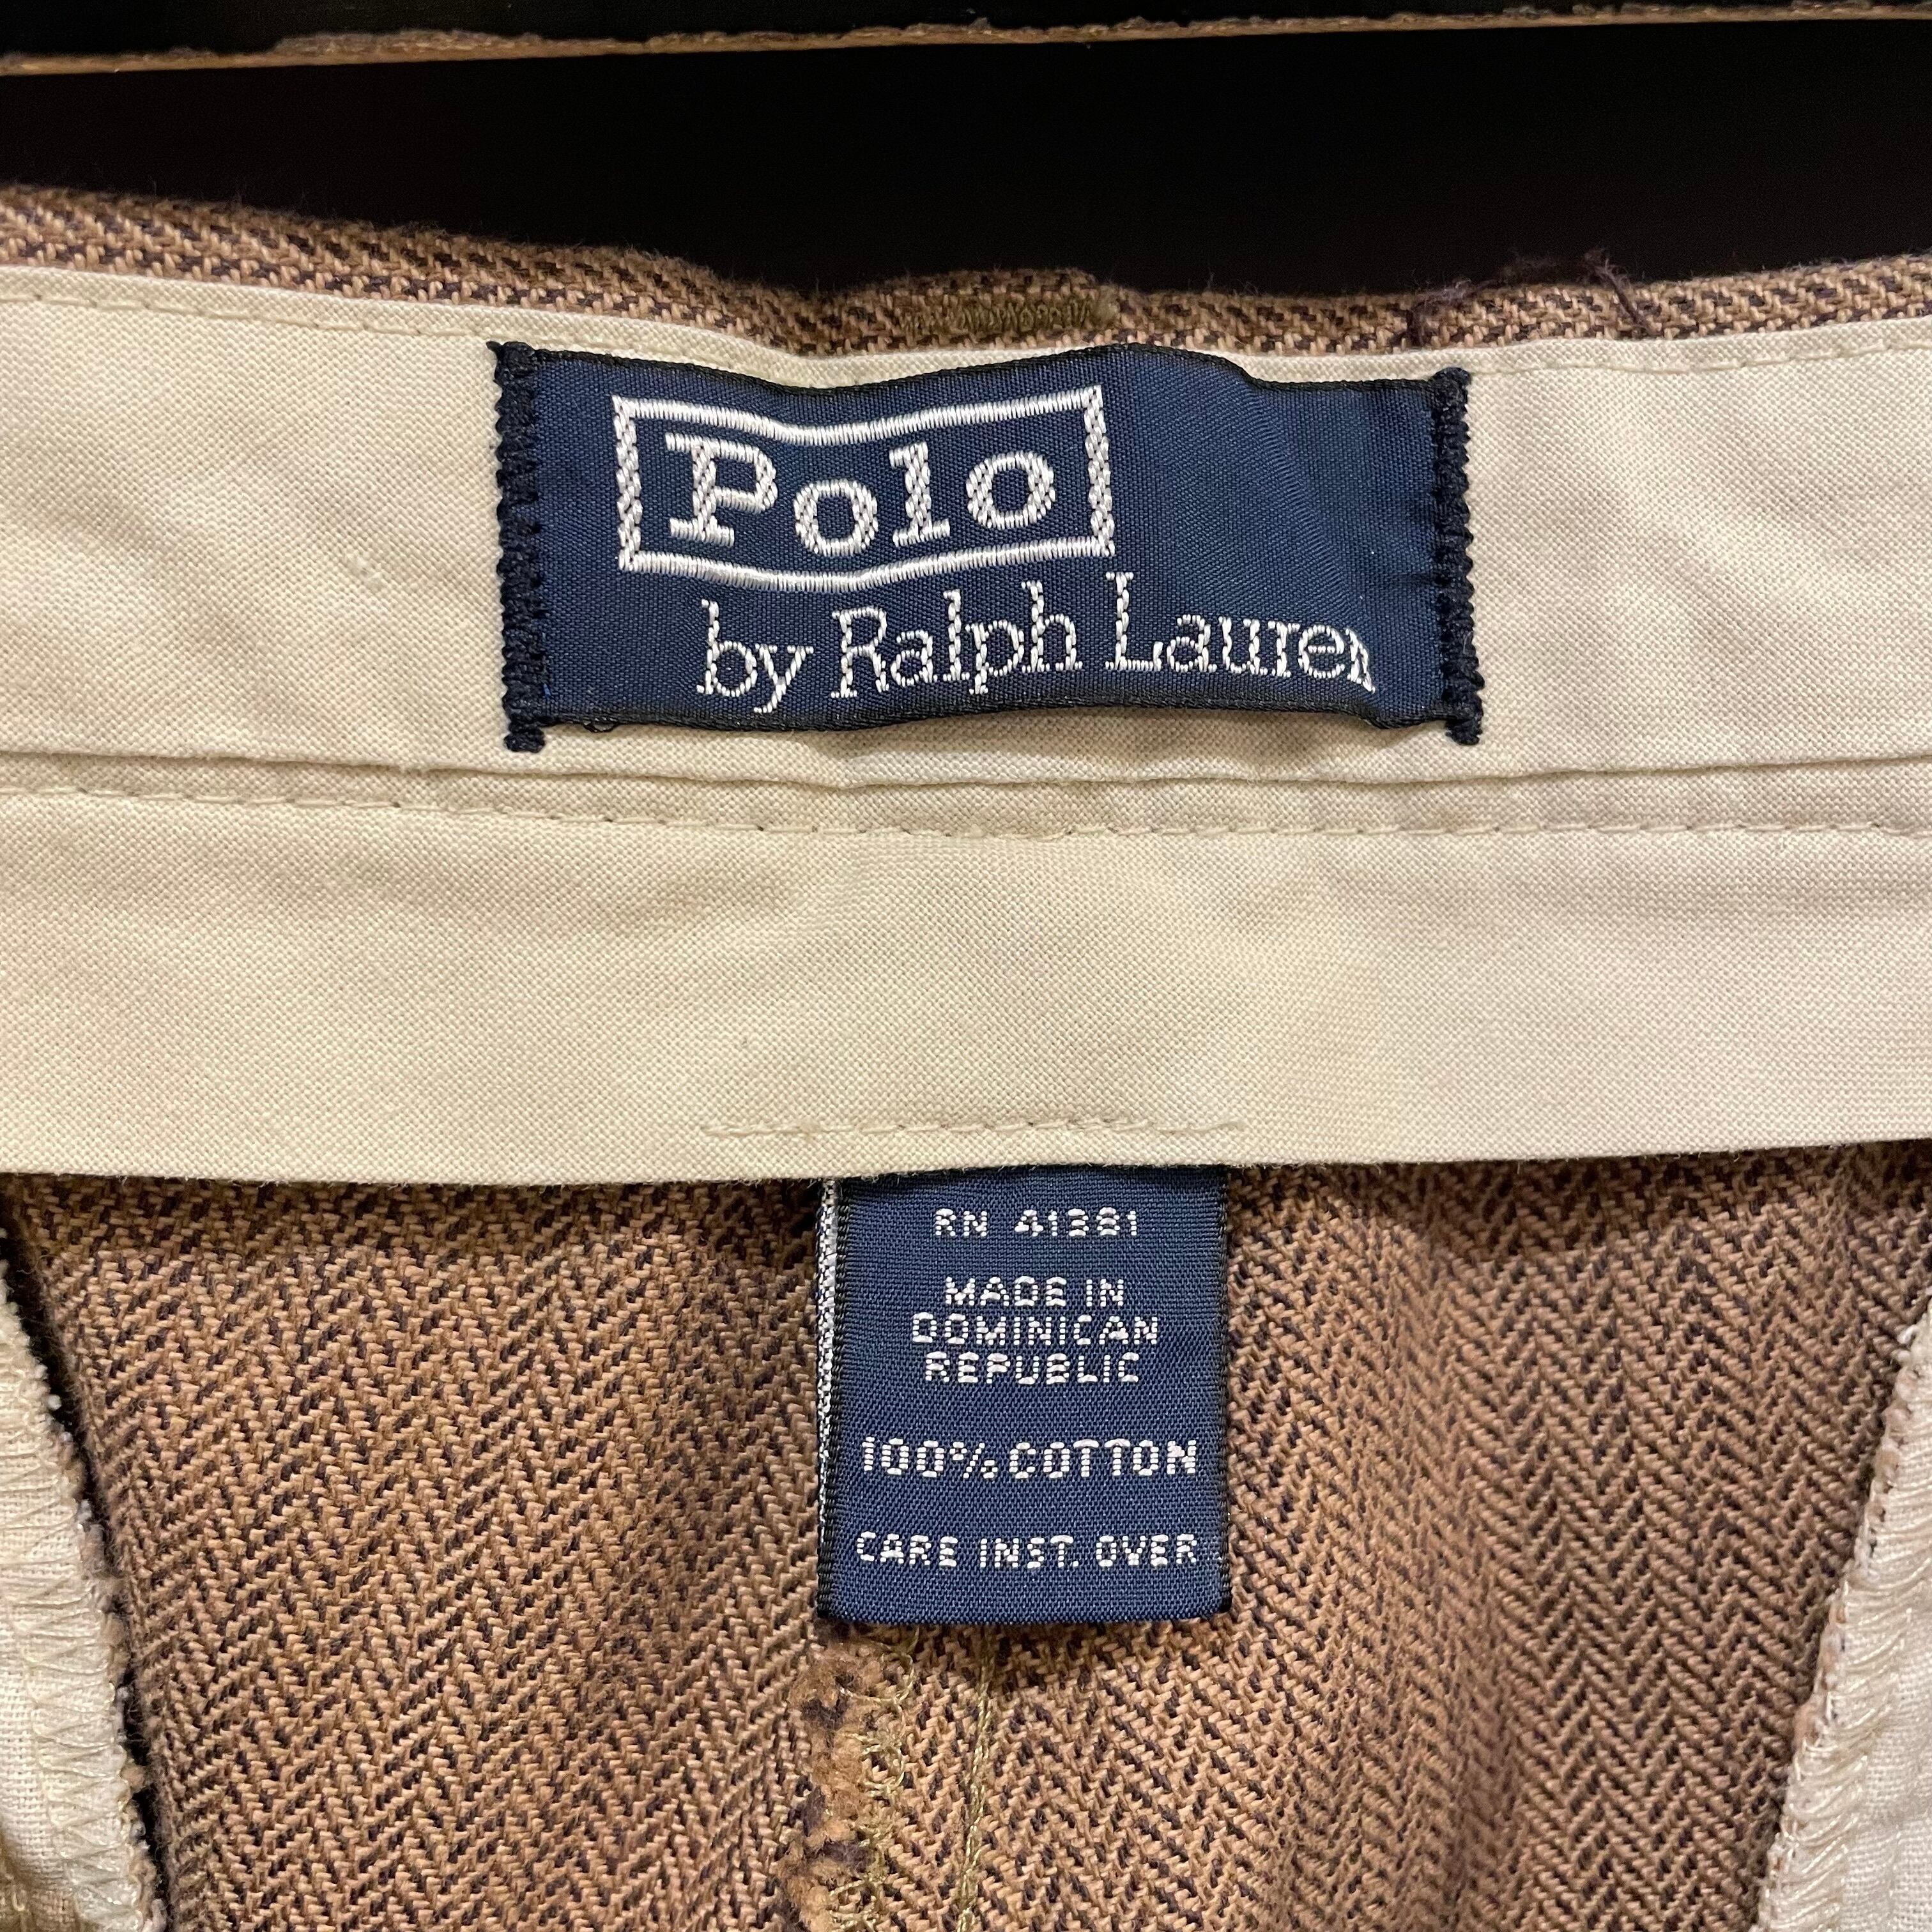 Polo
by Ralph Lauren
RN 41381
MADE IN
DOMINICAN
REPUBLIC
100% COTTON
CARE INST. OVER